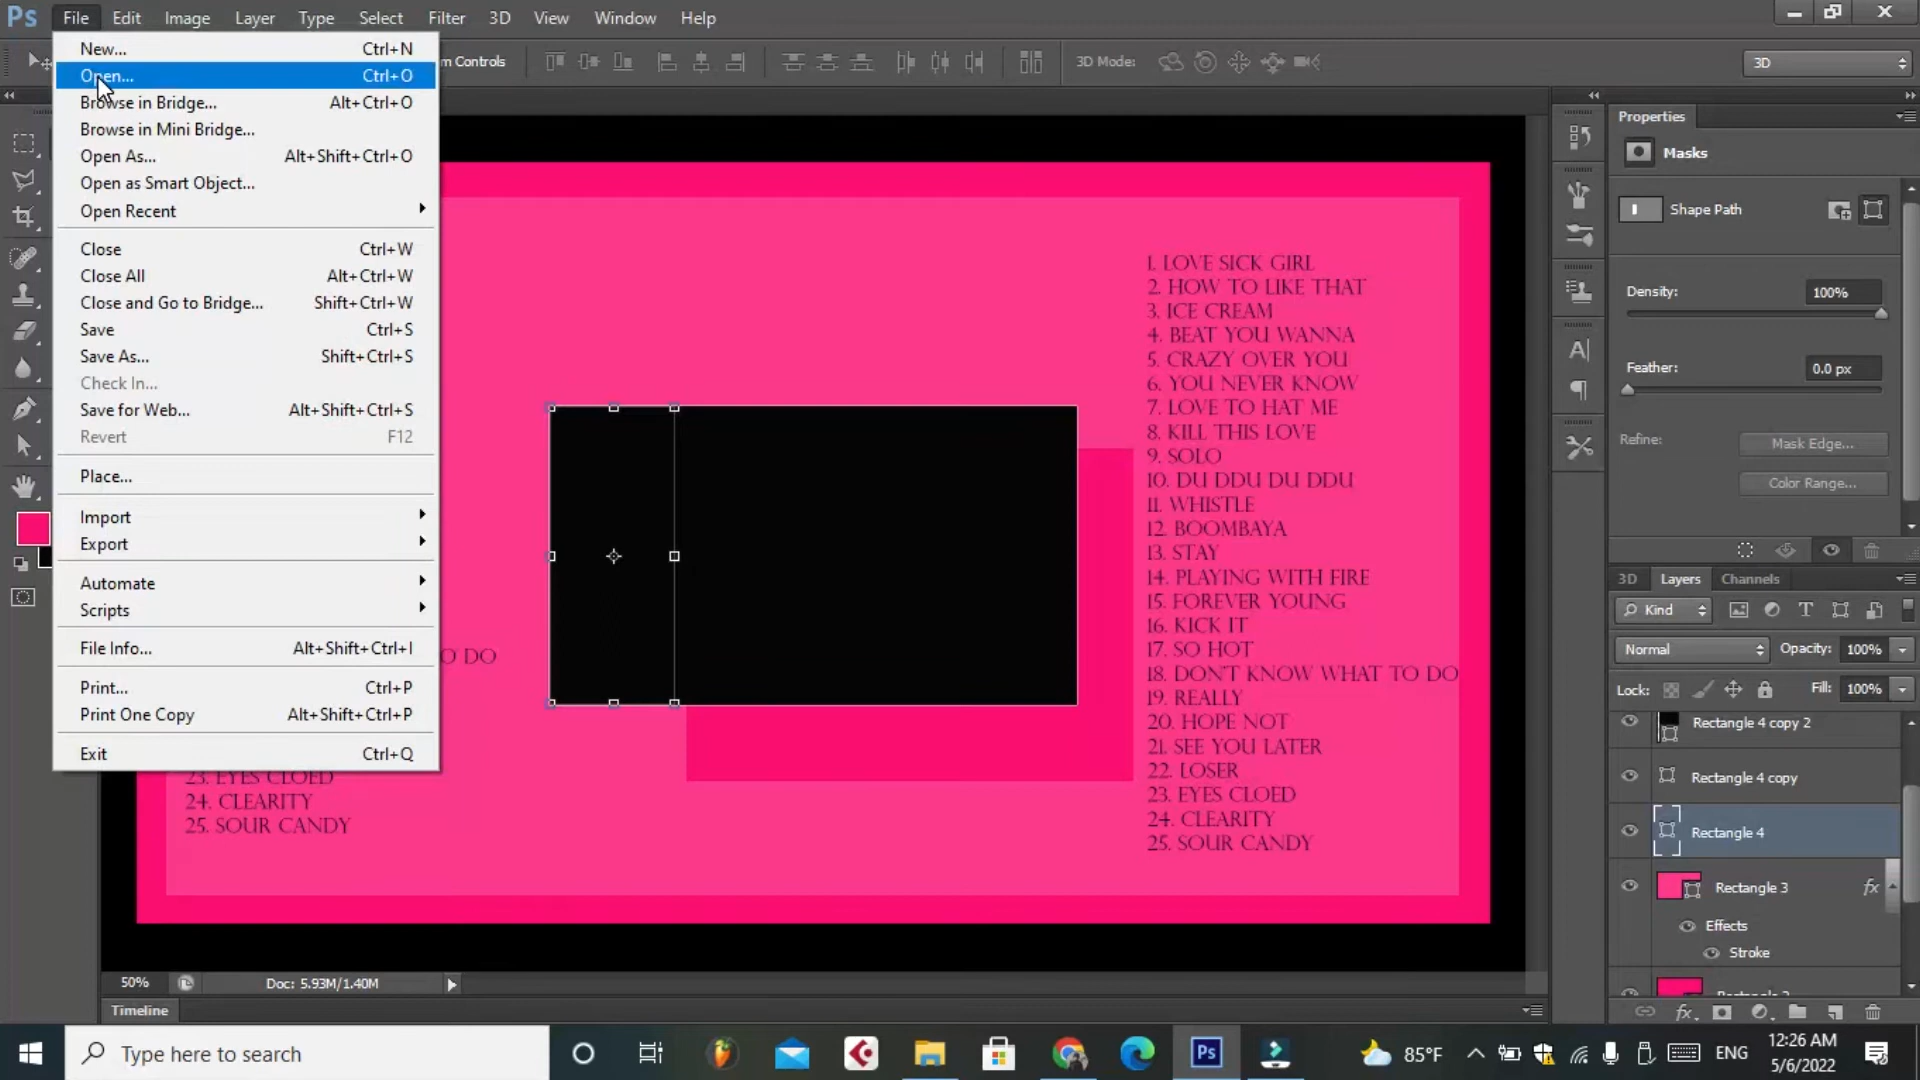 Ps File Edit Image Layer Type Select Filter 3D View Window Help
m Controls 3D Mode: 3D
New... Ctrl+N
Open... Ctrl+O
Browse in Bridge... Alt+Ctrl+O
Browse in Mini Bridge...
Open As... Alt+Shift+Ctrl+O
Open as Smart Object...
Open Recent
Close Ctrl+W
Close All Alt+Ctrl+W
Close and Go to Bridge... Shift+Ctrl+W
Save Ctrl+S
Save As... Shift+Ctrl+S
Check In...
Save for Web... Alt+Shift+Ctrl+S
Revert F12
Place...
Import
Export
Automate
Scripts
File Info... Alt+Shift+Ctrl+I
Print... Ctrl+P
Print One Copy Alt+Shift+Ctrl+P
Exit Ctrl+Q
O DO
23. EYES CLOED
24. CLEARITY
25. SOUR CANDY
1. LOVE SICK GIRL
2. HOW TO LIKE THAT
3. ICE CREAM
4. BEAT YOU WANNA
5. CRAZY OVER YOU
6. YOU NEVER KNOW
7. LOVE TO HAT ME
8. KILL THIS LOVE
9. SOLO
10. DU DDU DU DDU
11. WHISTLE
12. BOOMBAYA
13. STAY
14. PLAYING WITH FIRE
15. FOREVER YOUNG
16. KICK IT
17. SO HOT
18. DON'T KNOW WHAT TO DO
19. REALLY
20. HOPE NOT
21. SEE YOU LATER
22. LOSER
23. EYES CLOED
24. CLEARITY
25. SOUR CANDY
Properties
Masks
Shape Path
Density: 100%
Feather: 0.0 px
Refine: Mask Edge...
Color Range...
3D Layers Channels
Kind
Normal Opacity: 100%
Lock: Fill: 100%
Rectangle 4 copy 2
Rectangle 4 copy
Rectangle 4
Rectangle 3 fx
Effects
Stroke
50% Doc: 5.93M/1.40M
Timeline
Type here to search
Ps
85°F
ENG
12:26 AM
5/6/2022